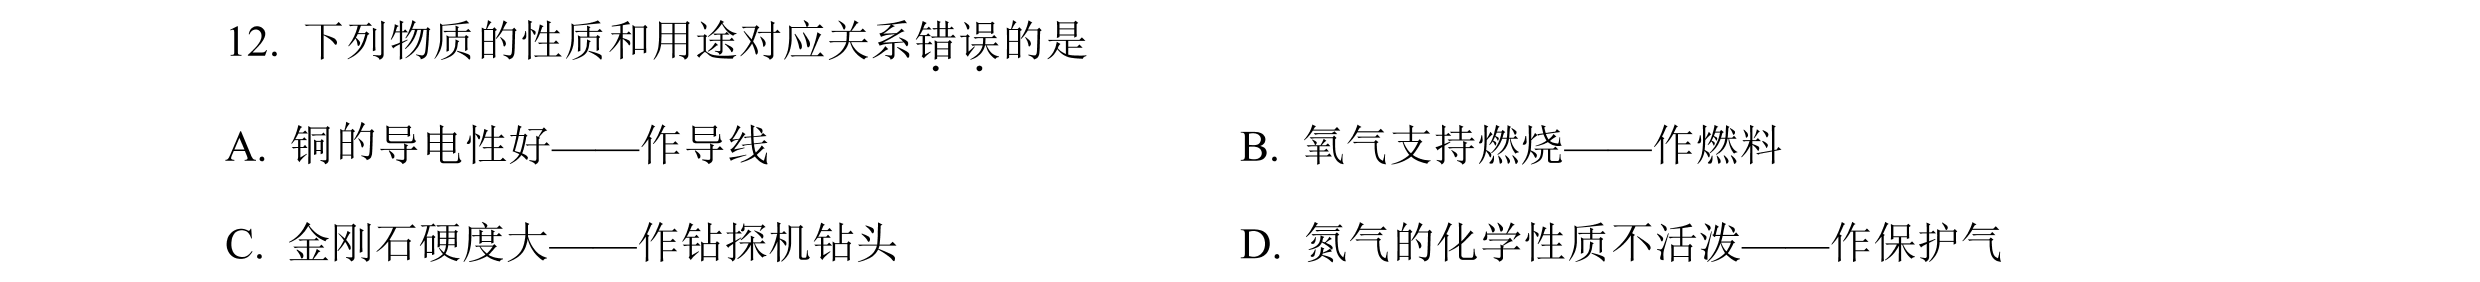 12. 下列物质的性质和用途对应关系错误的是
A. 铜的导电性好——作导线 B. 氧气支持燃烧——作燃料
C. 金刚石硬度大——作钻探机钻头 D. 氮气的化学性质不活泼——作保护气